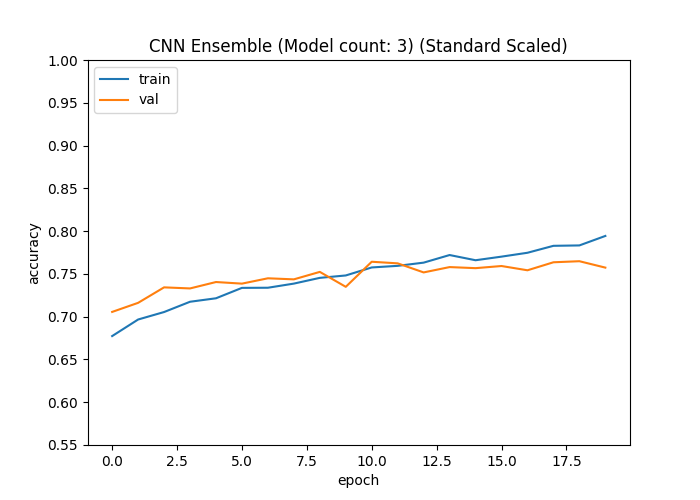 CNN Ensemble (Model count: 3) (Standard Scaled)
train
val
accuracy
1.00
0.95
0.90
0.85
0.80
0.75
0.70
0.65
0.60
0.55
0.0 2.5 5.0 7.5 10.0 12.5 15.0 17.5
epoch